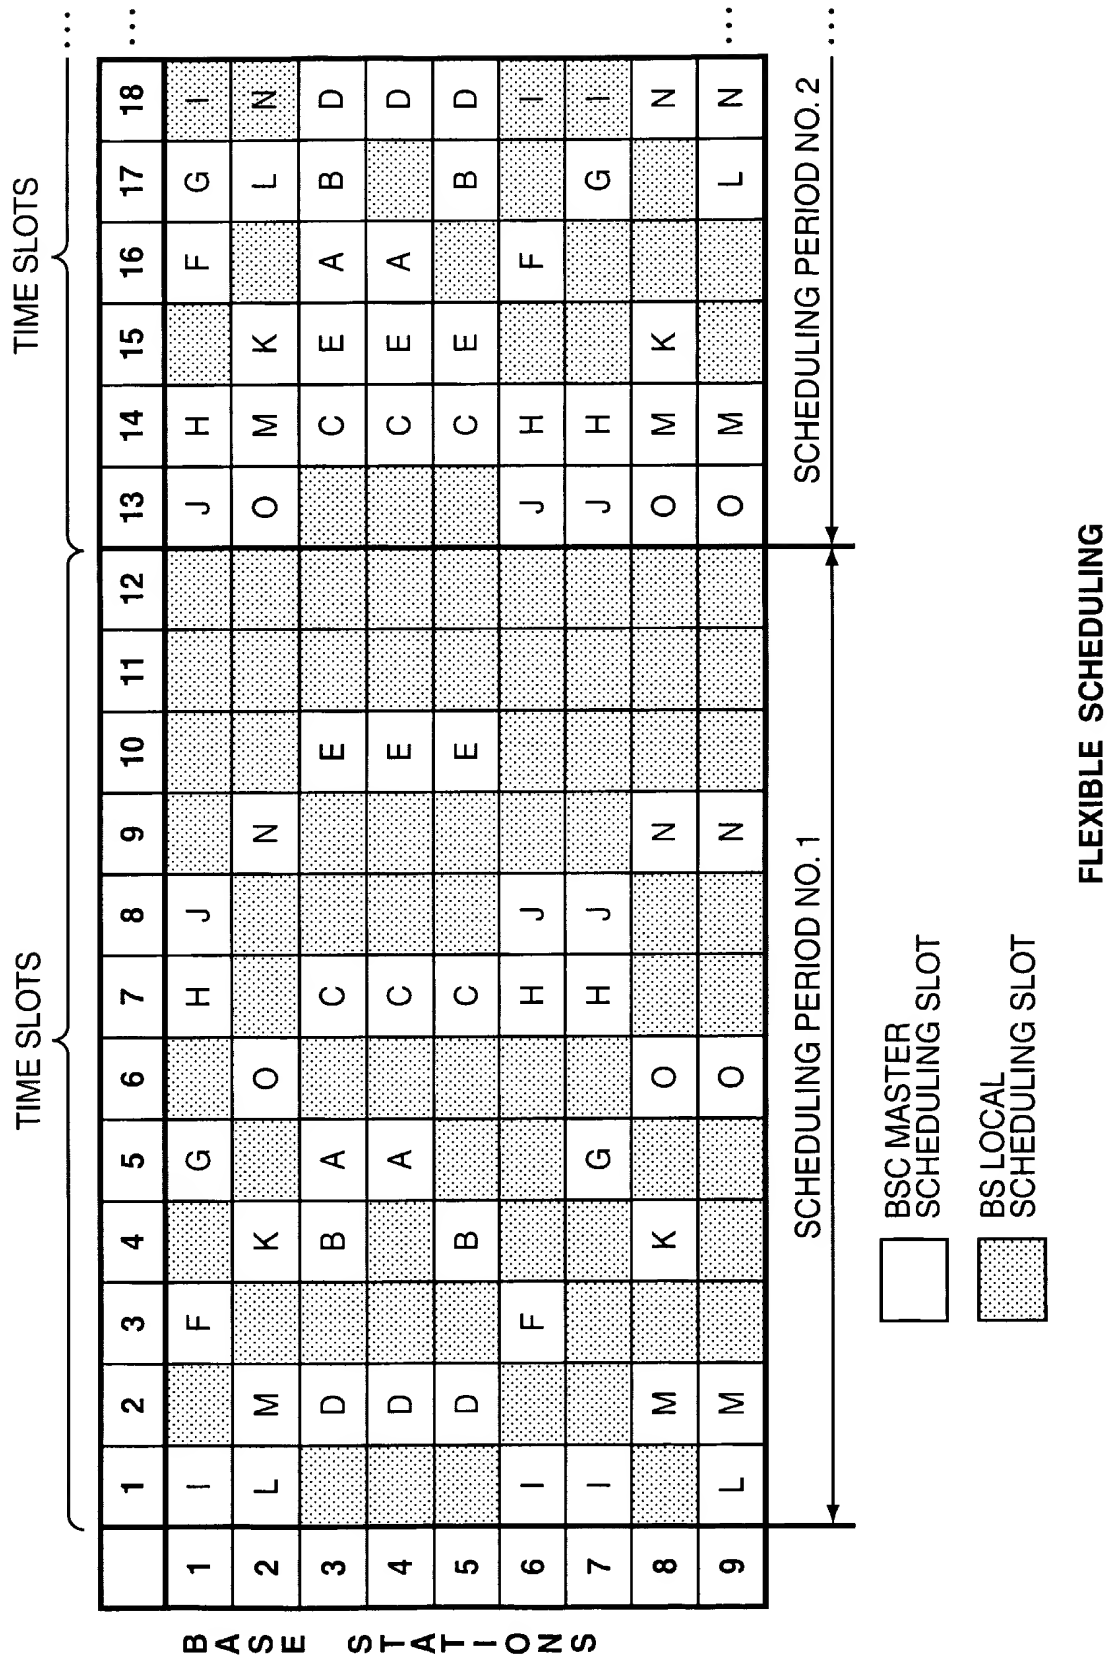 TIME SLOTS TIME SLOTS ...
1 2 3 4 5 6 7 8 9 10 11 12 13 14 15 16 17 18 ...
BASE STATIONS
1 I F G H J J H F G I
2 L M K O N O M K L N
3 D B A C E C E A B D
4 D A C E C E A D
5 D B C E C E B D
6 I F H J J H F I
7 I G H J J H G I
8 M K O N O M K N
9 L M O N O M L N ...
SCHEDULING PERIOD NO. 1 SCHEDULING PERIOD NO. 2 ...
BSC MASTER
SCHEDULING SLOT
BS LOCAL
SCHEDULING SLOT
FLEXIBLE SCHEDULING